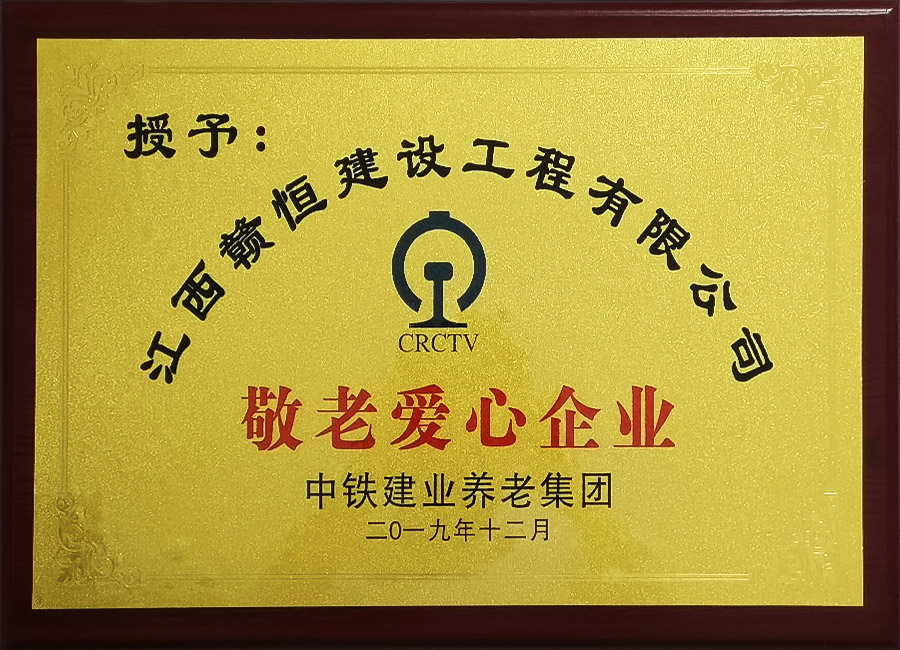 授予：
江西赣恒建设工程有限公司
CRCTV
敬老爱心企业
中铁建业养老集团
二0一九年十二月